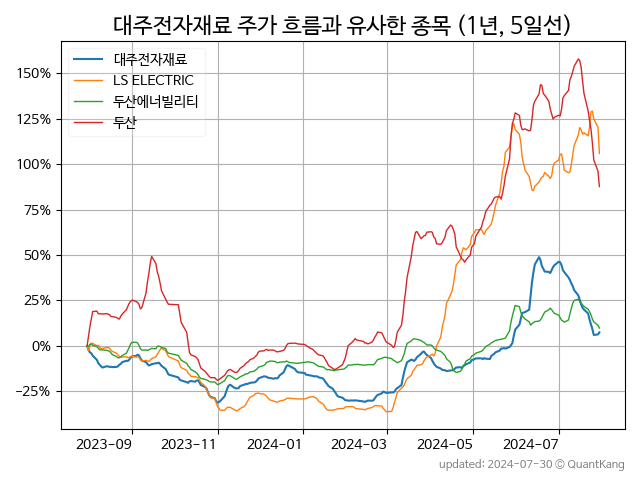 대주전자재료 주가 흐름과 유사한 종목 (1년, 5일선)
대주전자재료
LS ELECTRIC
두산에너빌리티
두산
150%
125%
100%
75%
50%
25%
0%
−25%
2023−09
2023−11
2024−01
2024−03
2024−05
2024−07
updated: 2024-07-30 © QuantKang